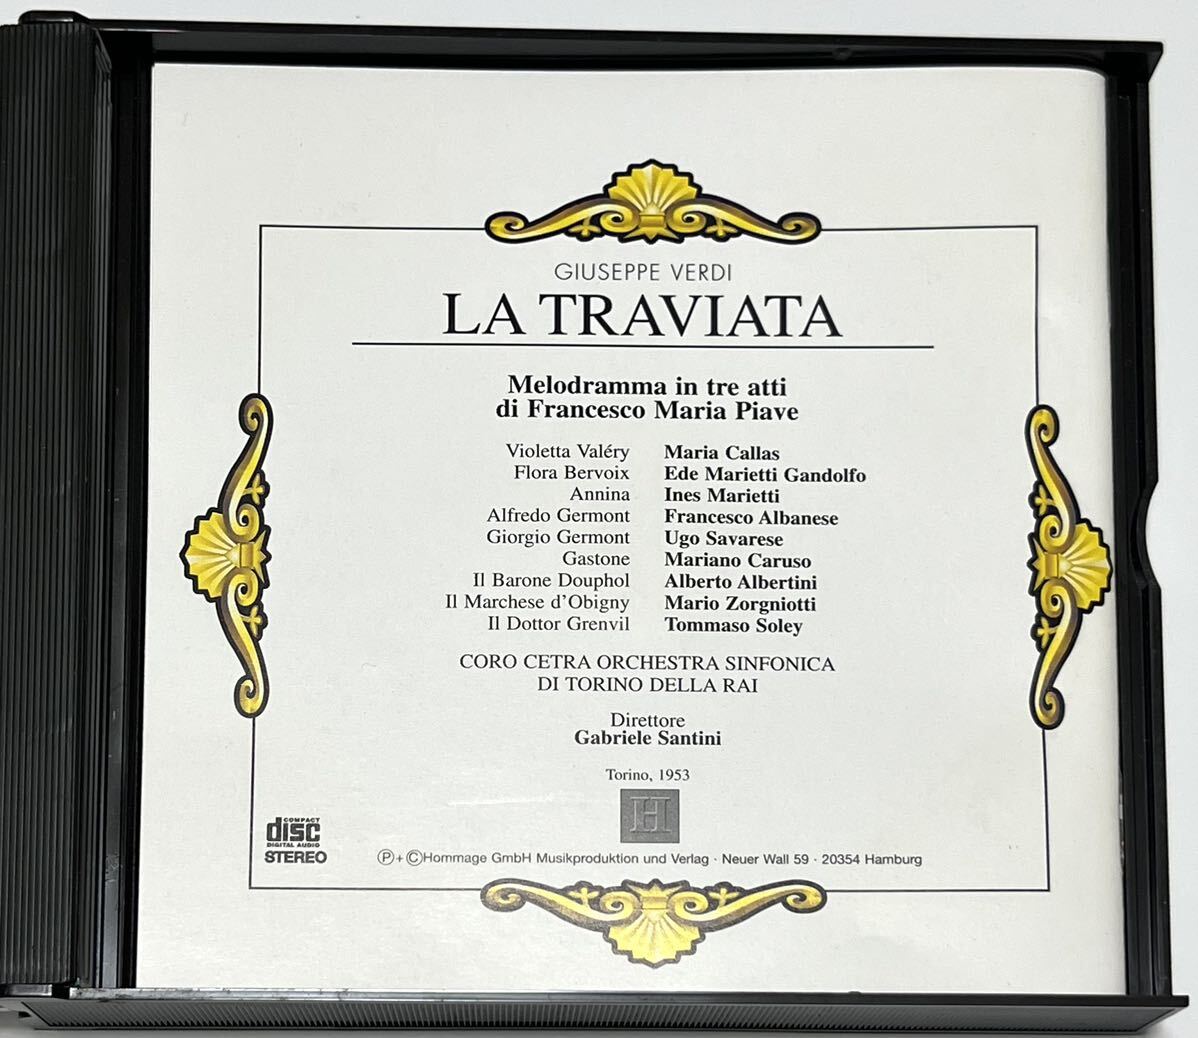 GIUSEPPE VERDI
LA TRAVIATA
Melodramma in tre atti
di Francesco Maria Piave
Violetta Valéry Maria Callas
Flora Bervoix Ede Marietti Gandolfo
Annina Ines Marietti
Alfredo Germont Francesco Albanese
Giorgio Germont Ugo Savarese
Gastone Mariano Caruso
Il Barone Douphol Alberto Albertini
Il Marchese d'Obigny Mario Zorgniotti
Il Dottor Grenvil Tommaso Soley
CORO CETRA ORCHESTRA SINFONICA
DI TORINO DELLA RAI
Direttore
Gabriele Santini
Torino, 1953
H
COMPACT
disc
DIGITAL AUDIO
STEREO
Ⓟ+ⒸHommage GmbH Musikproduktion und Verlag · Neuer Wall 59 · 20354 Hamburg